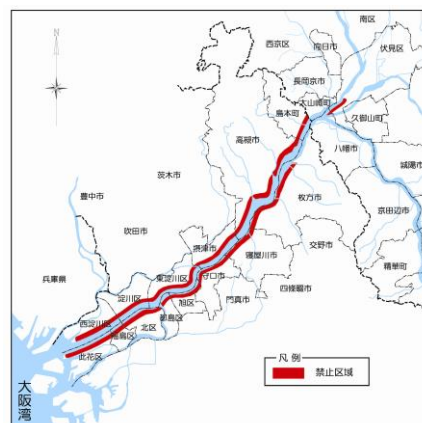 南区
西京区
向日市
伏見区
長岡京市
大山崎町
島本町
久御山町
高槻市
八幡市
城陽市
茨木市
枚方市
京田辺市
豊中市
吹田市
摂津市
交野市
精華町
寝屋川市
兵庫県
東淀川区
守口市
四條畷市
淀川区
旭区
門真市
都島区
西淀川区
北区
福島区
此花区
大阪湾
凡例
禁止区域